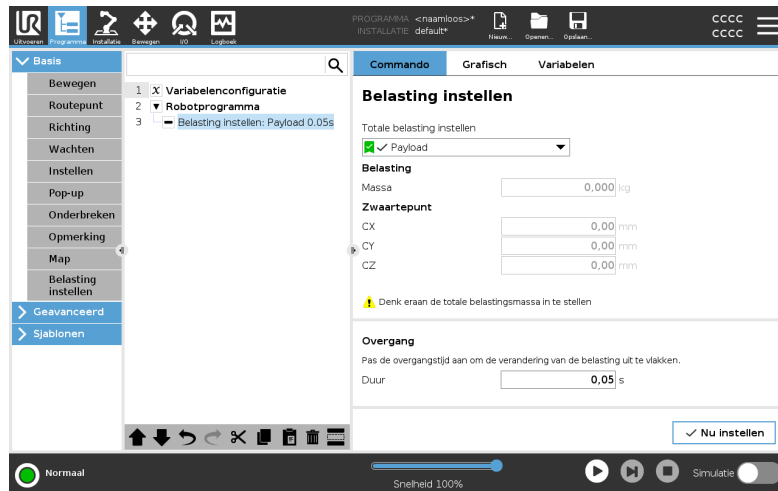 UR
Uitvoeren Programma Installatie Bewegen I/O Logboek
PROGRAMMA <naamloos>*
INSTALLATIE default*
Nieuw... Openen... Opslaan...
cccc
cccc
Basis
Bewegen
Routepunt
Richting
Wachten
Instellen
Pop-up
Onderbreken
Opmerking
Map
Belasting
instellen
Geavanceerd
Sjablonen
1 X Variabelenconfiguratie
2 Robotprogramma
3 Belasting instellen: Payload 0.05s
Commando Grafisch Variabelen
Belasting instellen
Totale belasting instellen
Payload
Belasting
Massa 0,000 kg
Zwaartepunt
CX 0,00 mm
CY 0,00 mm
CZ 0,00 mm
Denk eraan de totale belastingsmassa in te stellen
Overgang
Pas de overgangstijd aan om de verandering van de belasting uit te vlakken.
Duur 0,05 s
Nu instellen
Normaal
Snelheid 100%
Simulatie